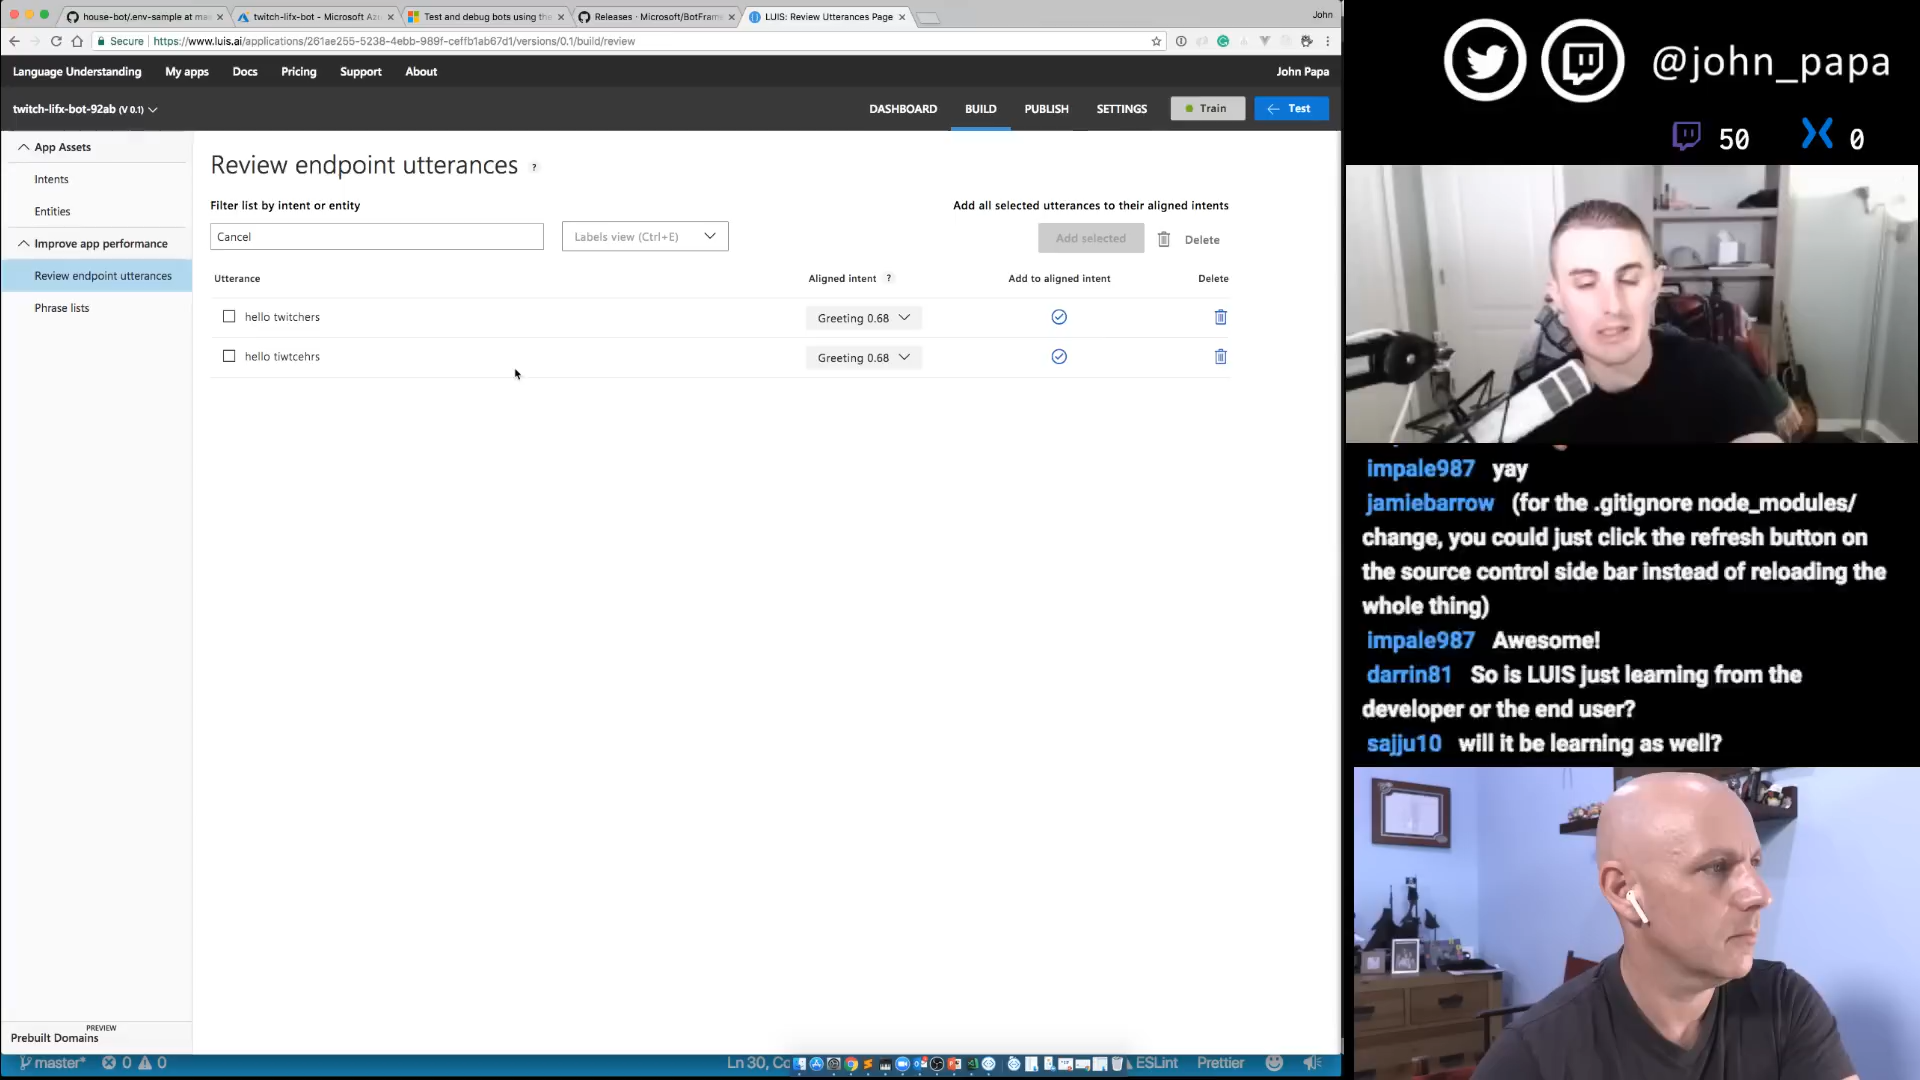 house-bot/.env-sample at mas
twitch-lifx-bot - Microsoft Az
Test and debug bots using the
Releases · Microsoft/BotFram
LUIS: Review Utterances Page
John
Secure
https://www.luis.ai/applications/261ae255-5238-4ebb-989f-ceffb1ab67d1/versions/0.1/build/review
Language Understanding
My apps
Docs
Pricing
Support
About
John Papa
twitch-lifx-bot-92ab (V 0.1)
DASHBOARD
BUILD
PUBLISH
SETTINGS
Train
Test
App Assets
Intents
Entities
Improve app performance
Review endpoint utterances
Phrase lists
PREVIEW
Prebuilt Domains
Review endpoint utterances ?
Filter list by intent or entity
Cancel
Labels view (Ctrl+E)
Add all selected utterances to their aligned intents
Add selected
Delete
Utterance
Aligned intent ?
Add to aligned intent
Delete
hello twitchers
Greeting 0.68
hello tiwtcehrs
Greeting 0.68
master*
0
0
Ln 30, Co
ESLint
Prettier
@john_papa
50
0
impale987 yay
jamiebarrow (for the .gitignore node_modules/
change, you could just click the refresh button on
the source control side bar instead of reloading the
whole thing)
impale987 Awesome!
darrin81 So is LUIS just learning from the
developer or the end user?
sajju10 will it be learning as well?